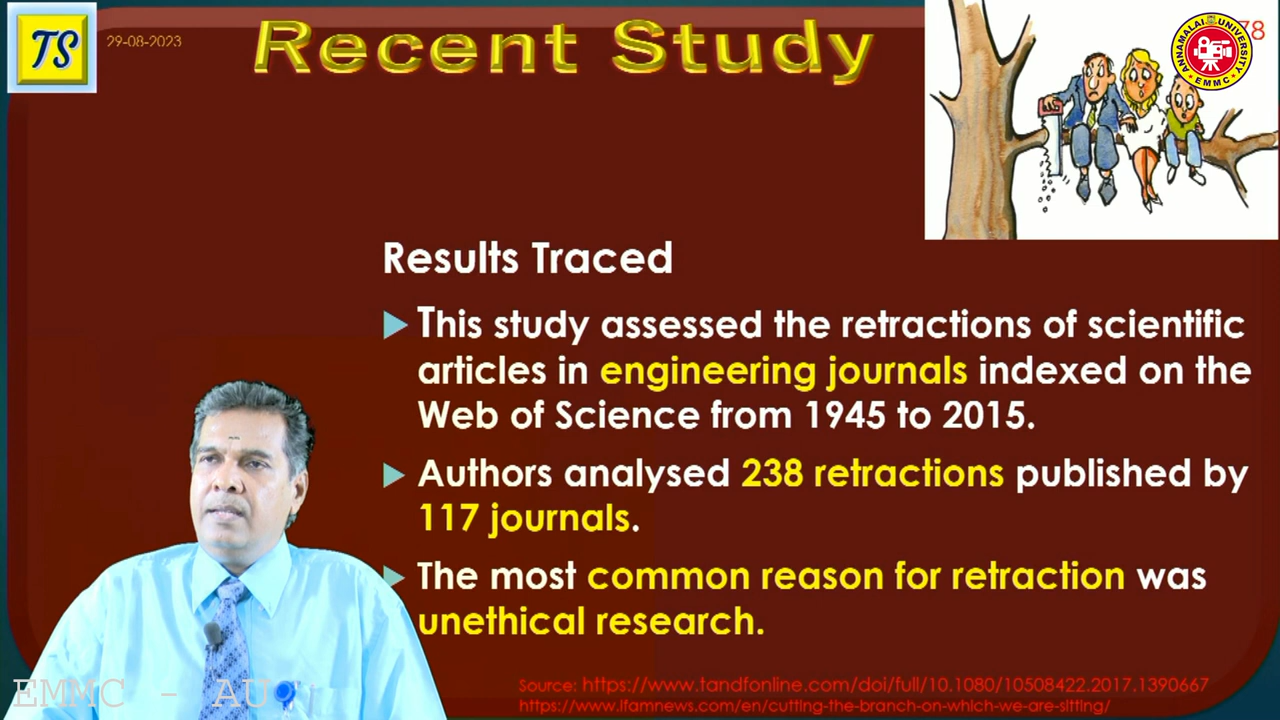 TS
29-08-2023
Recent Study
78
ANNAMALAI UNIVERSITY
EMMC
Results Traced
This study assessed the retractions of scientific
articles in engineering journals indexed on the
Web of Science from 1945 to 2015.
Authors analysed 238 retractions published by
117 journals.
The most common reason for retraction was
unethical research.
EMMC - AU
Source: https://www.tandfonline.com/doi/full/10.1080/10508422.2017.1390667
https://www.ifamnews.com/en/cutting-the-branch-on-which-we-are-sitting/